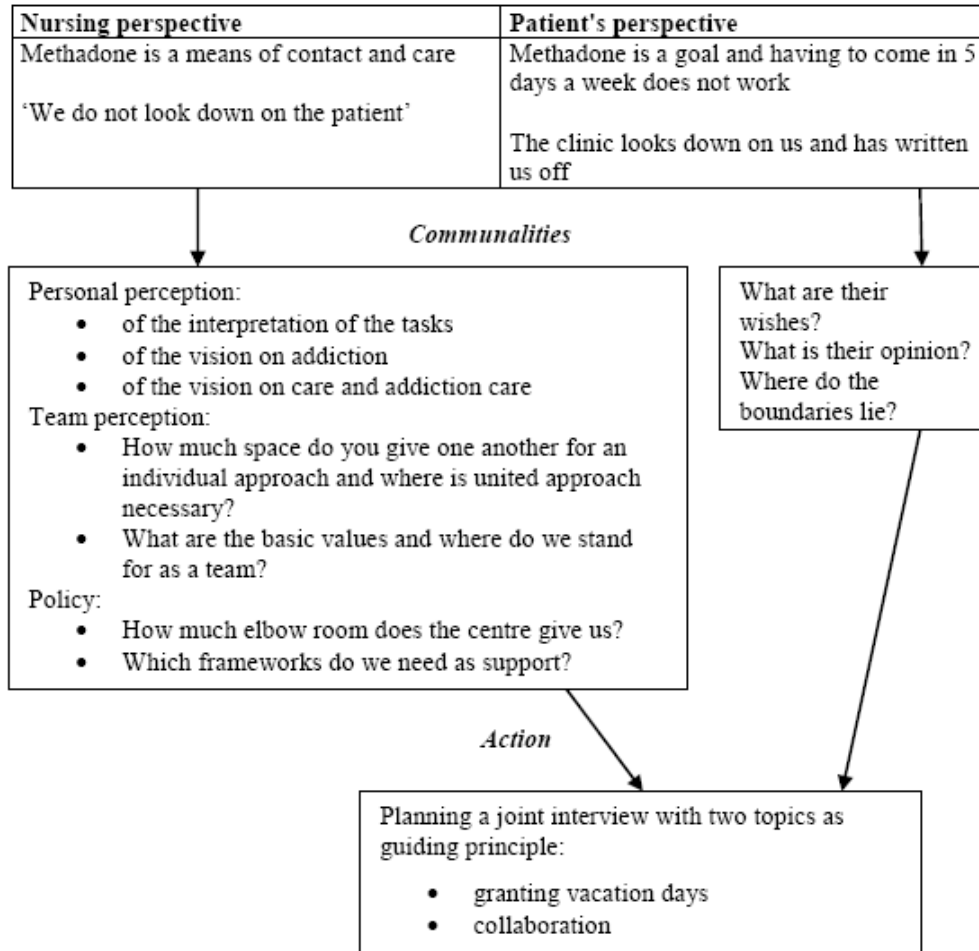 Nursing perspective
Methadone is a means of contact and care
‘We do not look down on the patient’
Patient's perspective
Methadone is a goal and having to come in 5
days a week does not work
The clinic looks down on us and has written
us off
Communalities
Personal perception:
• of the interpretation of the tasks
• of the vision on addiction
• of the vision on care and addiction care
Team perception:
• How much space do you give one another for an
individual approach and where is united approach
necessary?
• What are the basic values and where do we stand
for as a team?
Policy:
• How much elbow room does the centre give us?
• Which frameworks do we need as support?
What are their
wishes?
What is their opinion?
Where do the
boundaries lie?
Action
Planning a joint interview with two topics as
guiding principle:
• granting vacation days
• collaboration